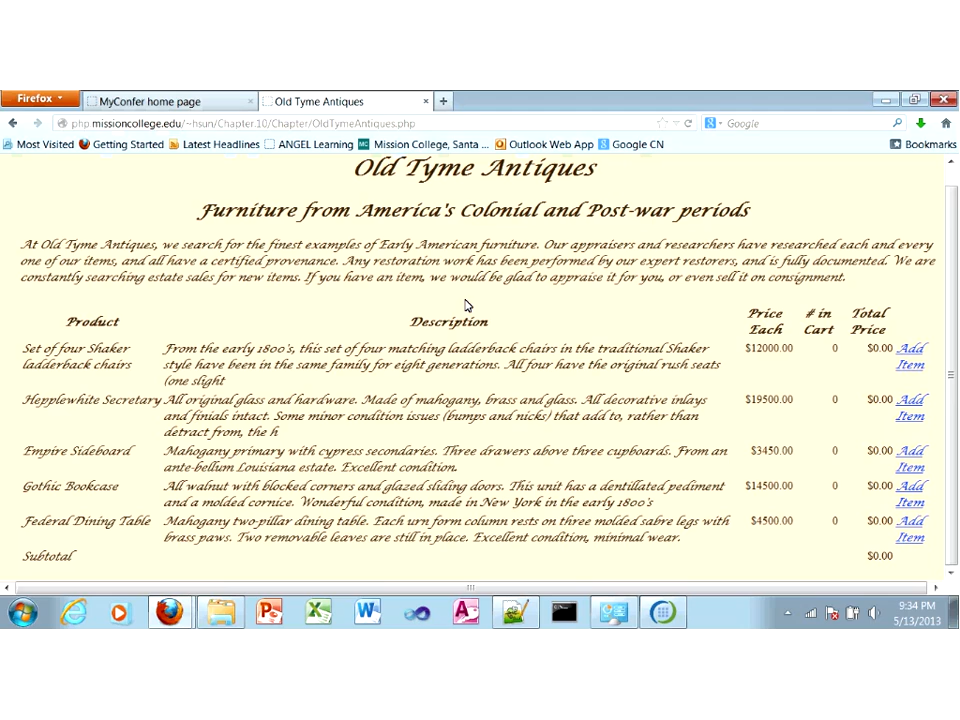 Firefox
MyConfer home page
Old Tyme Antiques
php.missioncollege.edu/~hsun/Chapter.10/Chapter/OldTymeAntiques.php
Google
Most Visited Getting Started Latest Headlines ANGEL Learning Mission College, Santa ... Outlook Web App Google CN Bookmarks
Old Tyme Antiques
Furniture from America's Colonial and Post-war periods
At Old Tyme Antiques, we search for the finest examples of Early American furniture. Our appraisers and researchers have researched each and every
one of our items, and all have a certified provenance. Any restoration work has been performed by our expert restorers, and is fully documented. We are
constantly searching estate sales for new items. If you have an item, we would be glad to appraise it for you, or even sell it on consignment.
Product Description Price Each # in Cart Total Price
Set of four Shaker From the early 1800's, this set of four matching ladderback chairs in the traditional Shaker $12000.00 0 $0.00 Add
ladderback chairs style have been in the same family for eight generations. All four have the original rush seats Item
(one slight
Hepplewhite Secretary All original glass and hardware. Made of mahogany, brass and glass. All decorative inlays $19500.00 0 $0.00 Add
and finials intact. Some minor condition issues (bumps and nicks) that add to, rather than Item
detract from, the h
Empire Sideboard Mahogany primary with cypress secondaries. Three drawers above three cupboards. From an $3450.00 0 $0.00 Add
ante-bellum Louisiana estate. Excellent condition. Item
Gothic Bookcase All walnut with blocked corners and glazed sliding doors. This unit has a dentillated pediment $14500.00 0 $0.00 Add
and a molded cornice. Wonderful condition, made in New York in the early 1800's Item
Federal Dining Table Mahogany two-pillar dining table. Each urn form column rests on three molded sabre legs with $4500.00 0 $0.00 Add
brass paws. Two removable leaves are still in place. Excellent condition, minimal wear. Item
Subtotal $0.00
9:34 PM
5/13/2013